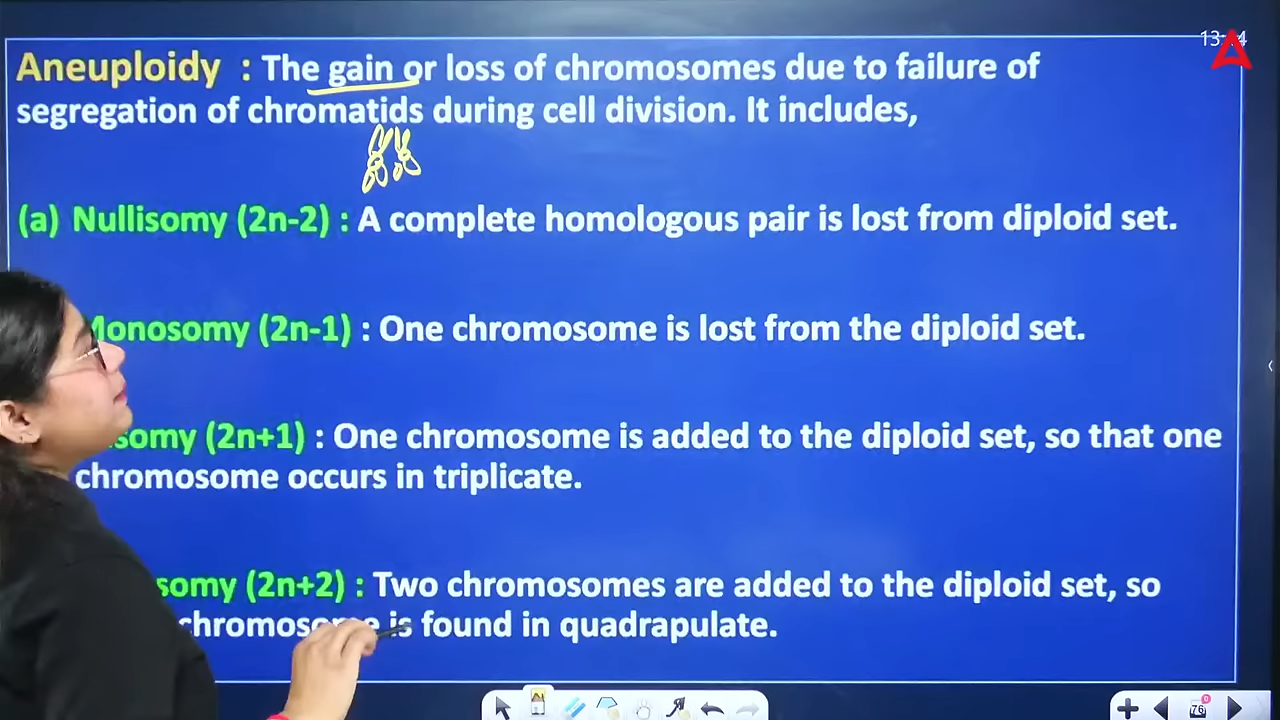 13:
Aneuploidy : The gain or loss of chromosomes due to failure of
segregation of chromatids during cell division. It includes,
(a) Nullisomy (2n-2) : A complete homologous pair is lost from diploid set.
Monosomy (2n-1) : One chromosome is lost from the diploid set.
somy (2n+1) : One chromosome is added to the diploid set, so that one
chromosome occurs in triplicate.
somy (2n+2) : Two chromosomes are added to the diploid set, so
chromosome is found in quadrapulate.
76